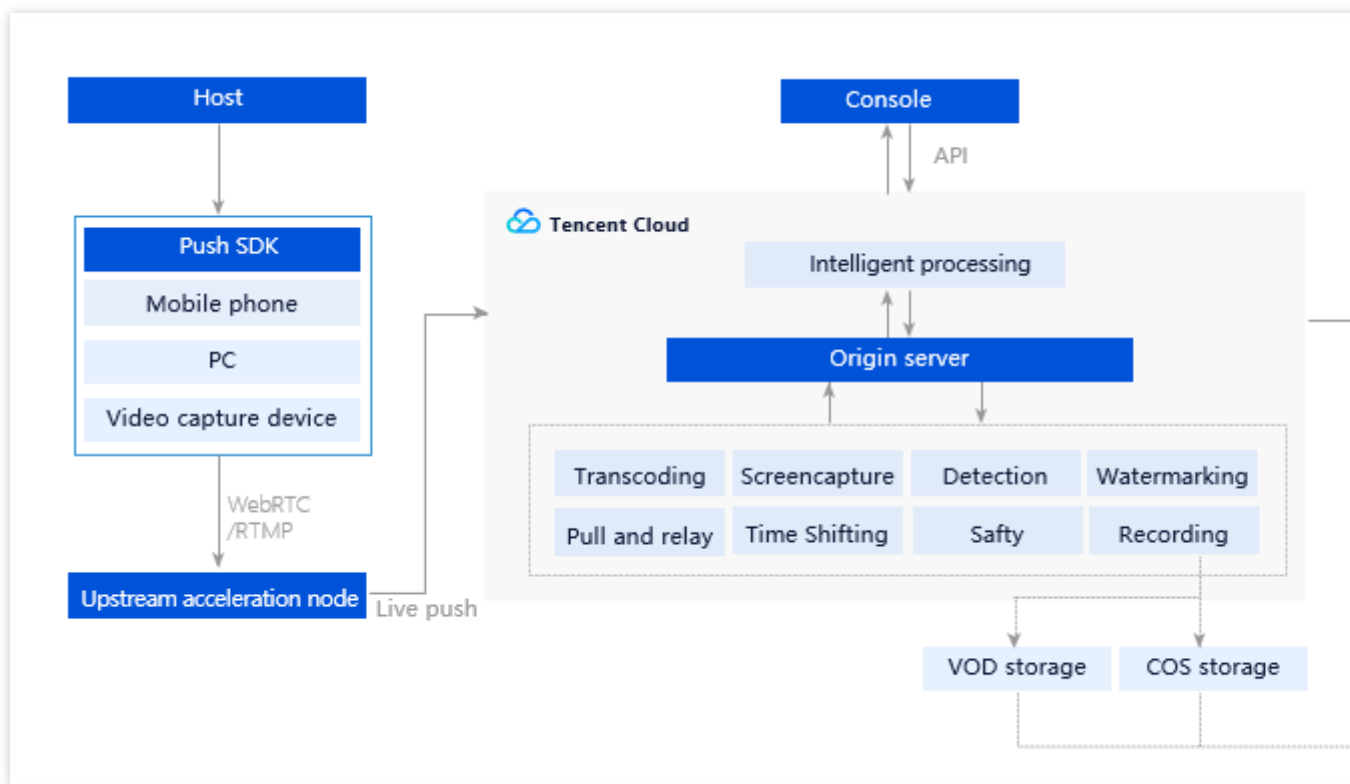 Host
Console
API
Push SDK
Mobile phone
PC
Video capture device
WebRTC
/RTMP
Upstream acceleration node
Live push
Tencent Cloud
Intelligent processing
Origin server
Transcoding
Screencapture
Detection
Watermarking
Pull and relay
Time Shifting
Safty
Recording
VOD storage
COS storage